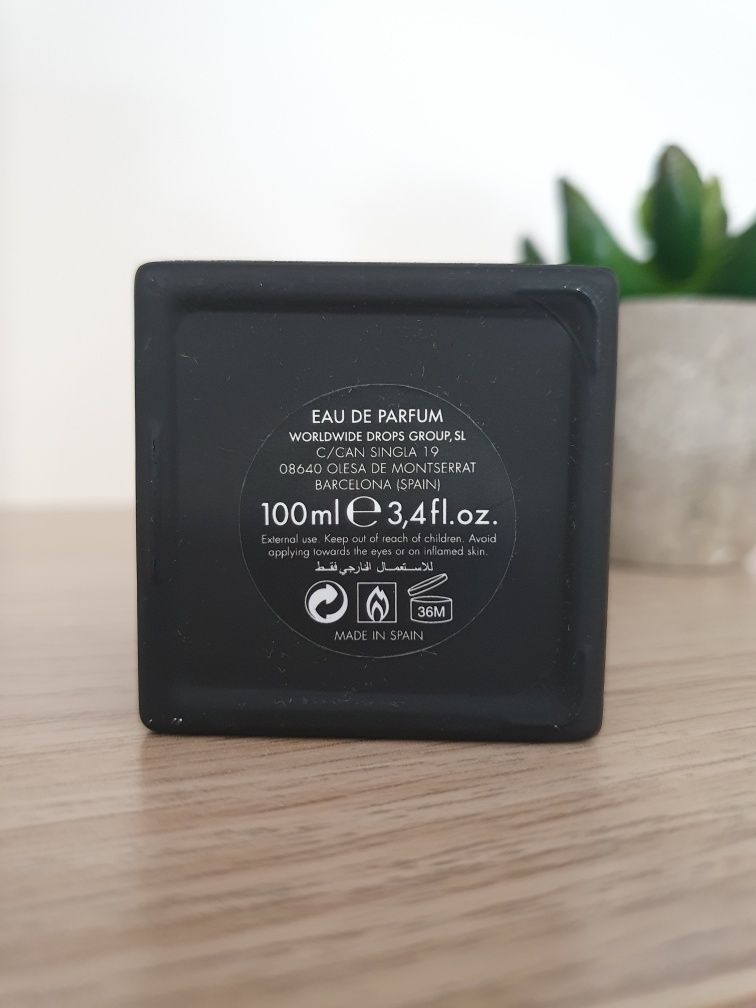 EAU DE PARFUM
WORLDWIDE DROPS GROUP, SL
C/CAN SINGLA 19
08640 OLESA DE MONTSERRAT
BARCELONA (SPAIN)
100ml ℮ 3,4fl.oz.
External use. Keep out of reach of children. Avoid
applying towards the eyes or on inflamed skin.
للاستعمال الخارجي فقط
36M
MADE IN SPAIN